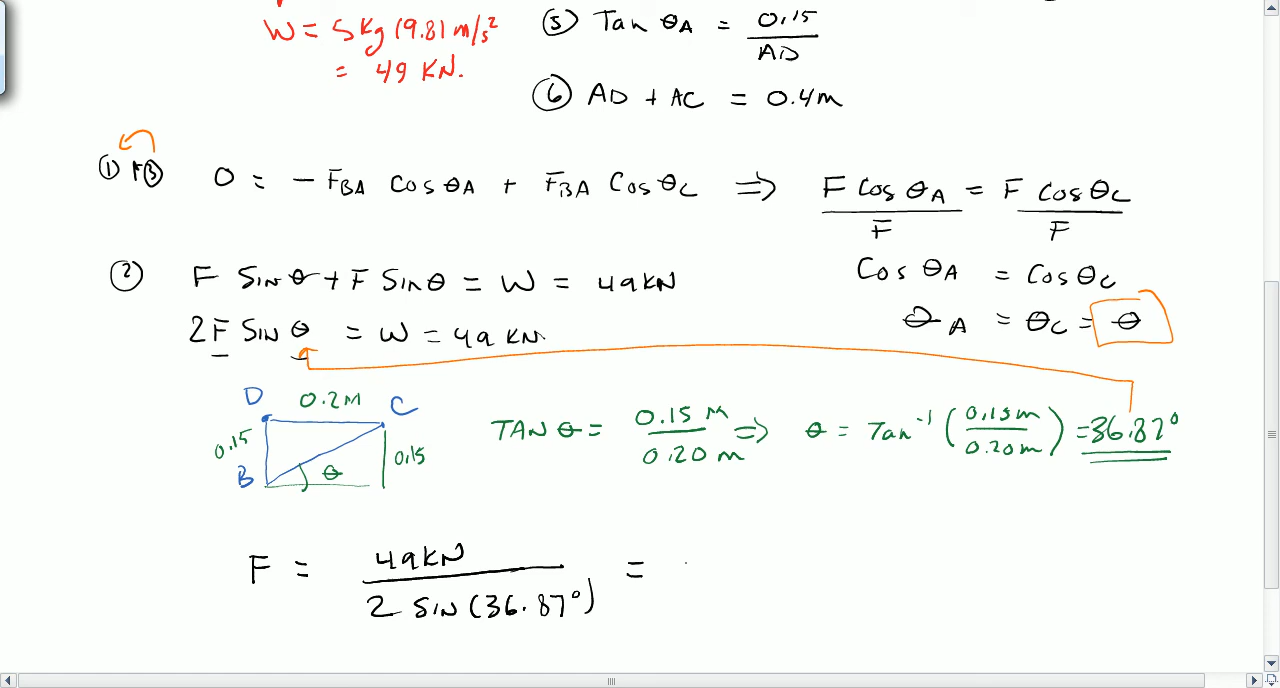 W = 5 kg (9.81 m/s²
= 49 KN.
⑤ Tan θA = 0.15 / AD
⑥ AD + AC = 0.4m
① + ③ 0 = - FBA Cos θA + FBA Cos θC ⇒ F Cos θA / F = F Cos θC / F
Cos θA = Cos θC
θA = θC = θ
② F Sin θ + F Sin θ = W = 49KN
2F Sin θ = W = 49 KN
D 0.2M C
0.15 0.15
B θ
TAN θ = 0.15 M / 0.20 m ⇒ θ = Tan⁻¹ (0.15m / 0.20m) = 36.87°
F = 49KN / 2 SIN (36.87°) =